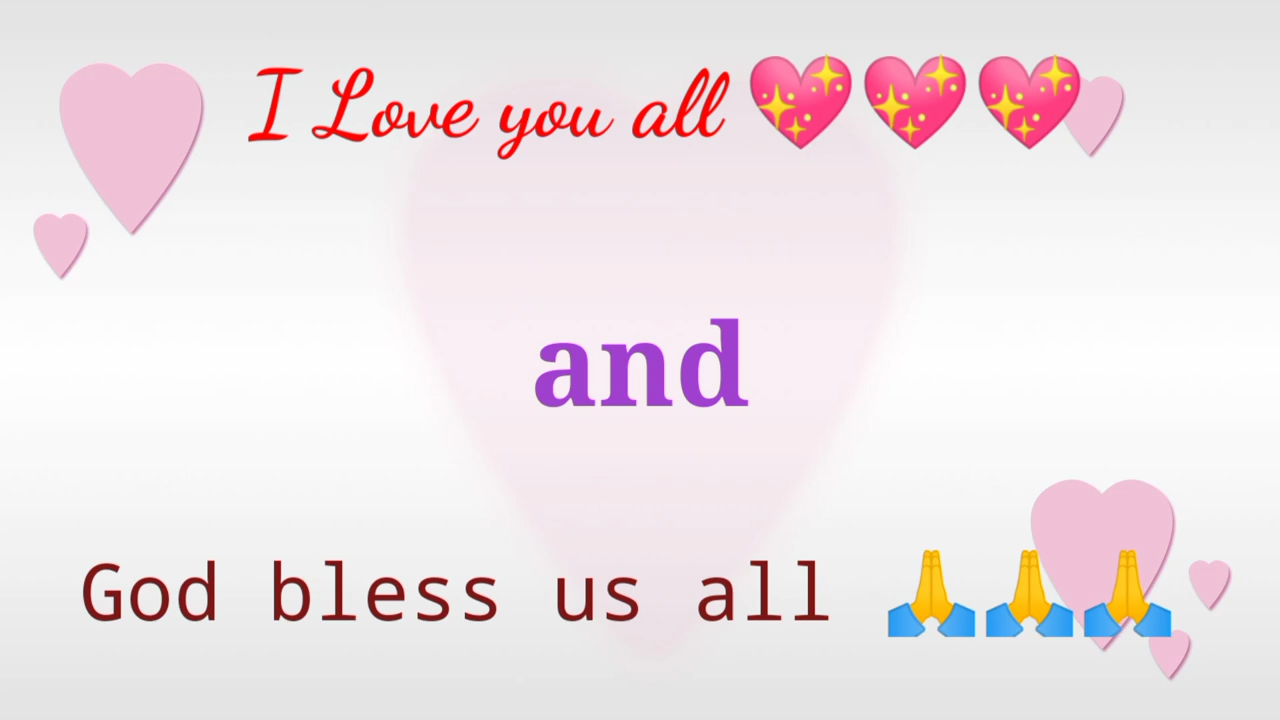 I Love you all 💖💖💖
and
God bless us all 🙏🙏🙏